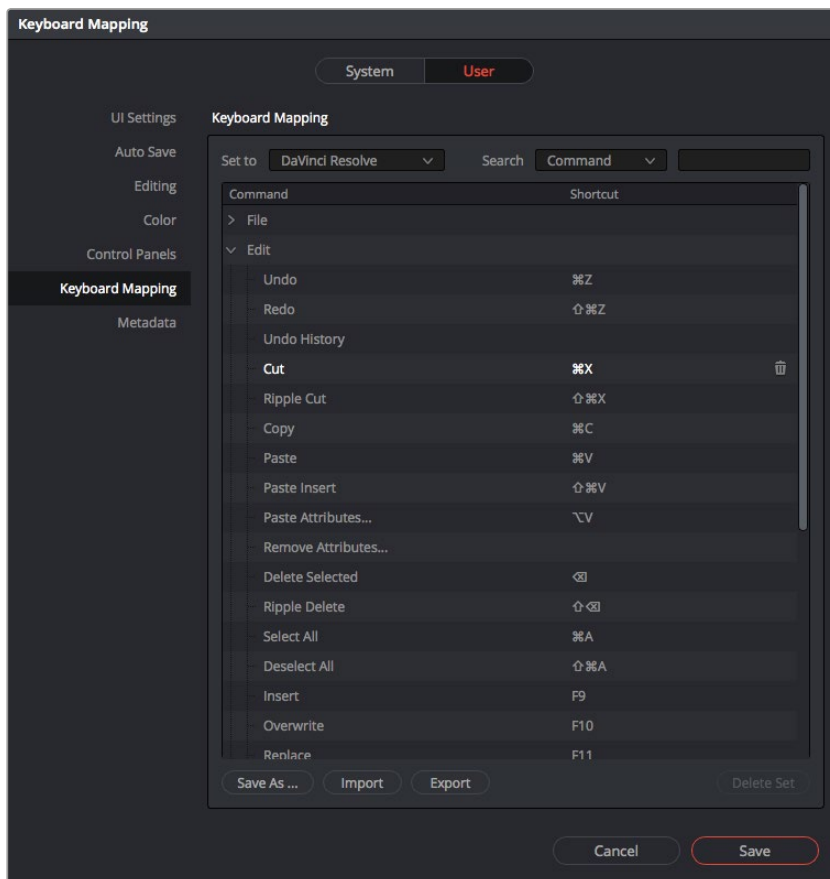 Keyboard Mapping
System User
UI Settings
Auto Save
Editing
Color
Control Panels
Keyboard Mapping
Metadata
Keyboard Mapping
Set to DaVinci Resolve Search Command
Command Shortcut
File
Edit
Undo ⌘Z
Redo ⇧⌘Z
Undo History
Cut ⌘X
Ripple Cut ⇧⌘X
Copy ⌘C
Paste ⌘V
Paste Insert ⇧⌘V
Paste Attributes... ⌥V
Remove Attributes...
Delete Selected ⌫
Ripple Delete ⇧⌫
Select All ⌘A
Deselect All ⇧⌘A
Insert F9
Overwrite F10
Replace F11
Save As ... Import Export Delete Set
Cancel Save